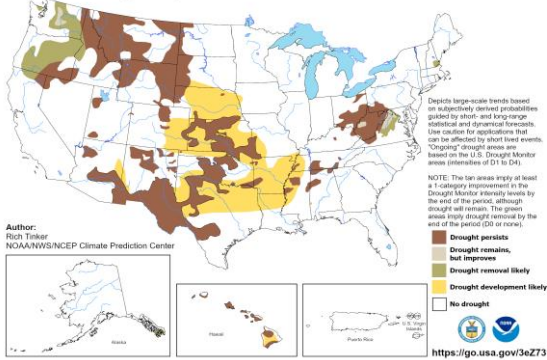 Depicts large-scale trends based
on subjectively derived probabilities
guided by short- and long-range
statistical and dynamical forecasts.
Use caution for applications that
can be affected by short lived events.
"Ongoing" drought areas are
based on the U.S. Drought Monitor
areas (intensities of D1 to D4).
NOTE: The tan areas imply at least
a 1-category improvement in the
Drought Monitor intensity levels by
the end of the period, although
drought will remain. The green
areas imply drought removal by the
end of the period (D0 or none).
Author:
Rich Tinker
NOAA/NWS/NCEP Climate Prediction Center
Drought persists
Drought remains,
but improves
Drought removal likely
Drought development likely
No drought
Alaska
Hawaii
Puerto Rico
U.S. Virgin
Islands
NOAA
https://go.usa.gov/3eZ73